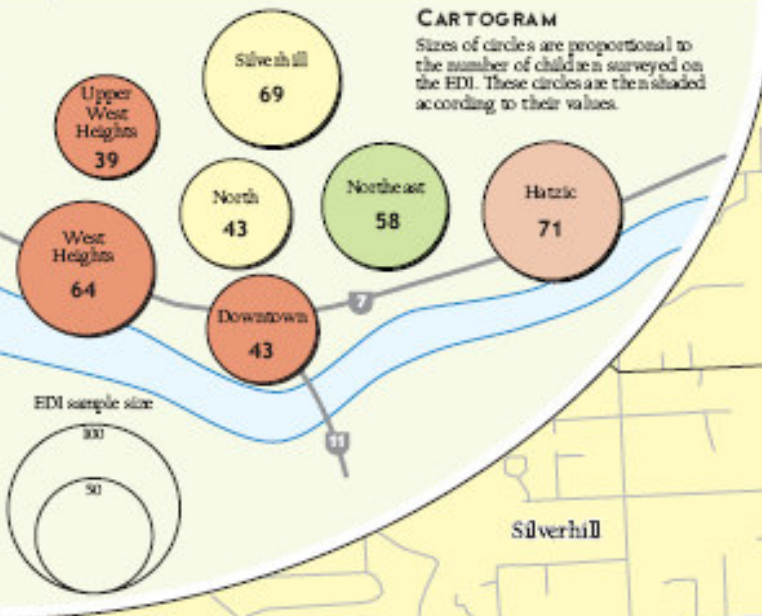 CARTOGRAM
Sizes of circles are proportional to
the number of children surveyed on
the EDI. These circles are then shaded
according to their values.
Silverhill
69
Upper
West
Heights
39
North
43
Northeast
58
Hatzic
71
West
Heights
64
Downtown
43
7
11
EDI sample size
100
50
Silverhill